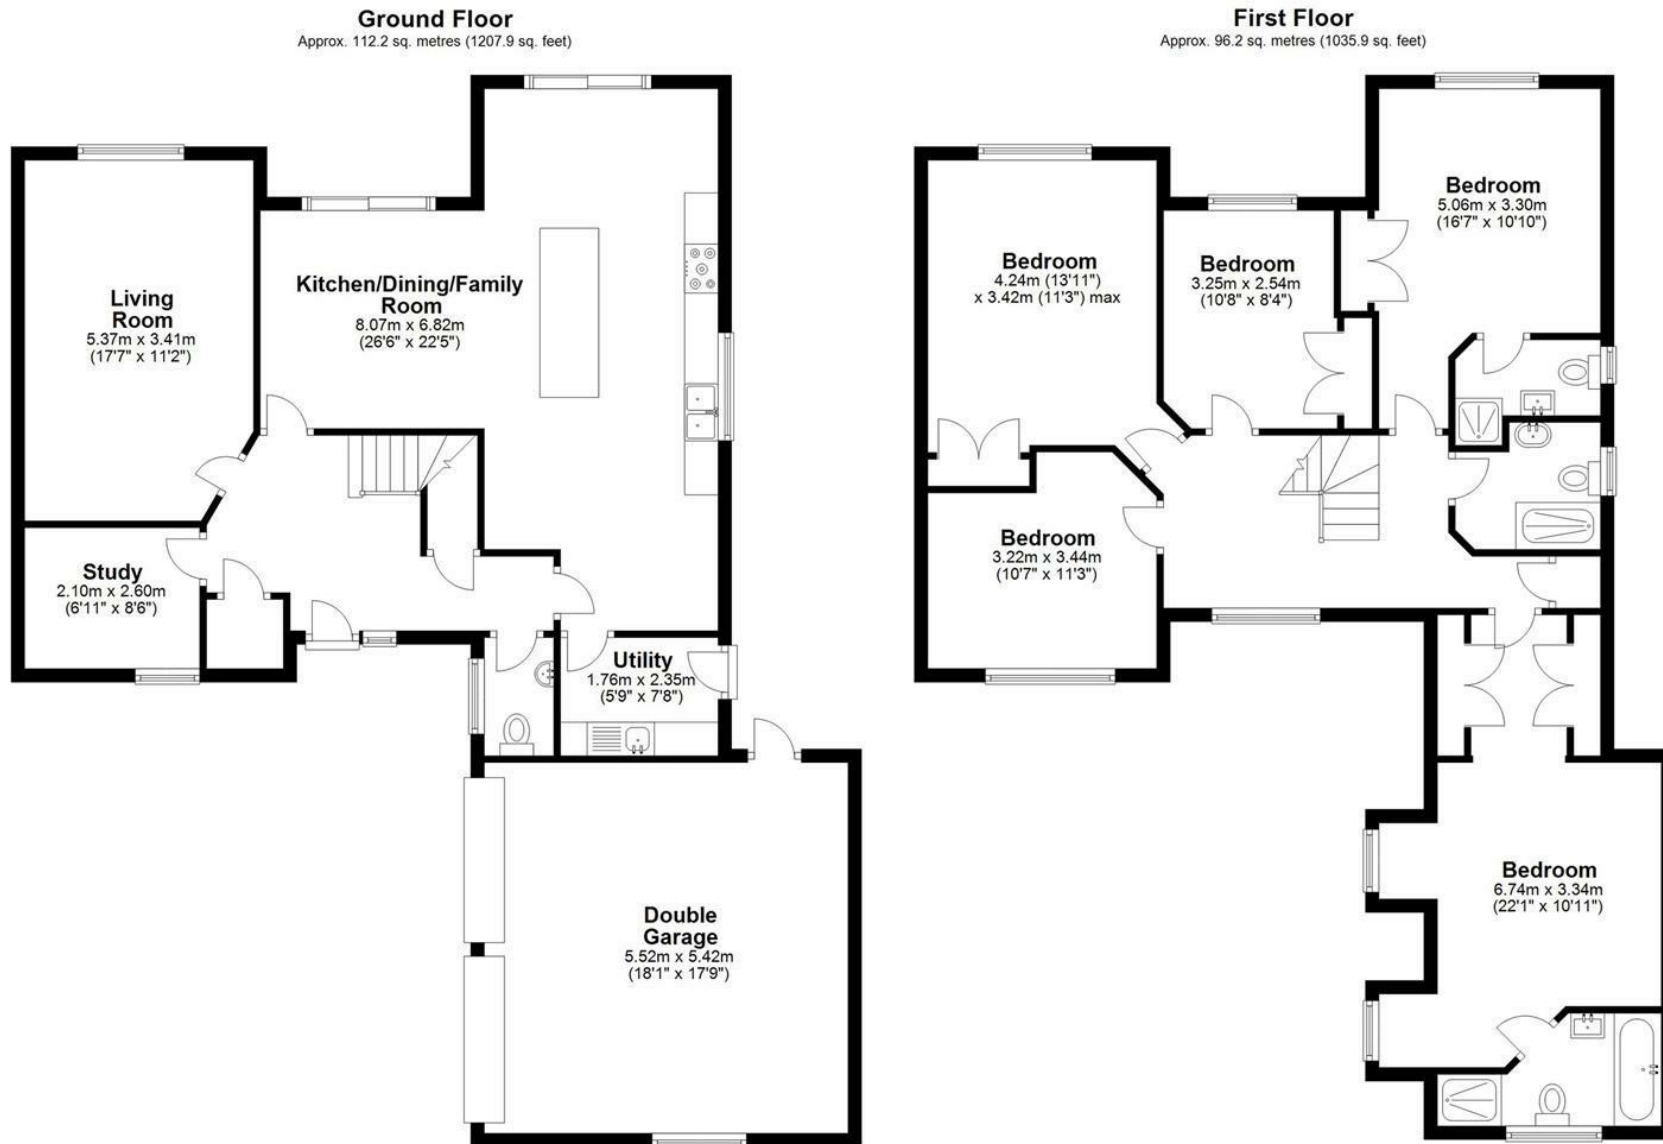 Ground Floor
Approx. 112.2 sq. metres (1207.9 sq. feet)
Living
Room
5.37m x 3.41m
(17'7" x 11'2")
Kitchen/Dining/Family
Room
8.07m x 6.82m
(26'6" x 22'5")
Study
2.10m x 2.60m
(6'11" x 8'6")
Utility
1.76m x 2.35m
(5'9" x 7'8")
Double
Garage
5.52m x 5.42m
(18'1" x 17'9")
First Floor
Approx. 96.2 sq. metres (1035.9 sq. feet)
Bedroom
4.24m (13'11")
x 3.42m (11'3") max
Bedroom
3.25m x 2.54m
(10'8" x 8'4")
Bedroom
5.06m x 3.30m
(16'7" x 10'10")
Bedroom
3.22m x 3.44m
(10'7" x 11'3")
Bedroom
6.74m x 3.34m
(22'1" x 10'11")